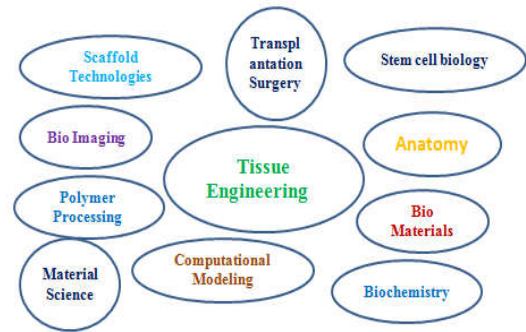 Scaffold
Technologies
Transpl
antation
Surgery
Stem cell biology
Bio Imaging
Tissue
Engineering
Anatomy
Polymer
Processing
Bio
Materials
Material
Science
Computational
Modeling
Biochemistry